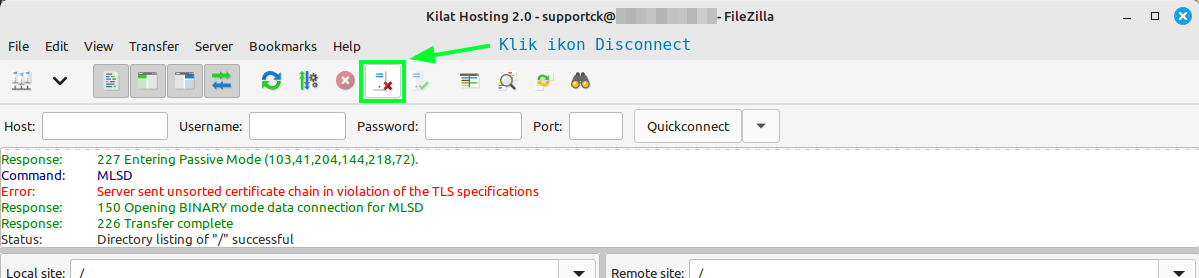 Kilat Hosting 2.0 - supportck@ - FileZilla
File Edit View Transfer Server Bookmarks Help
Klik ikon Disconnect
Host: Username: Password: Port: Quickconnect
Response: 227 Entering Passive Mode (103,41,204,144,218,72).
Command: MLSD
Error: Server sent unsorted certificate chain in violation of the TLS specifications
Response: 150 Opening BINARY mode data connection for MLSD
Response: 226 Transfer complete
Status: Directory listing of "/" successful
Local site: / Remote site: /